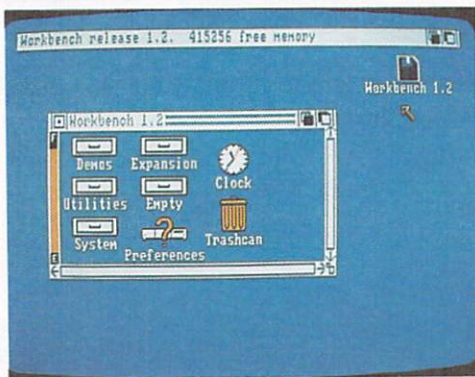 Workbench release 1.2. 415256 free memory
Workbench 1.2
Workbench 1.2
Demos Expansion Clock
Utilities Empty
System Preferences Trashcan